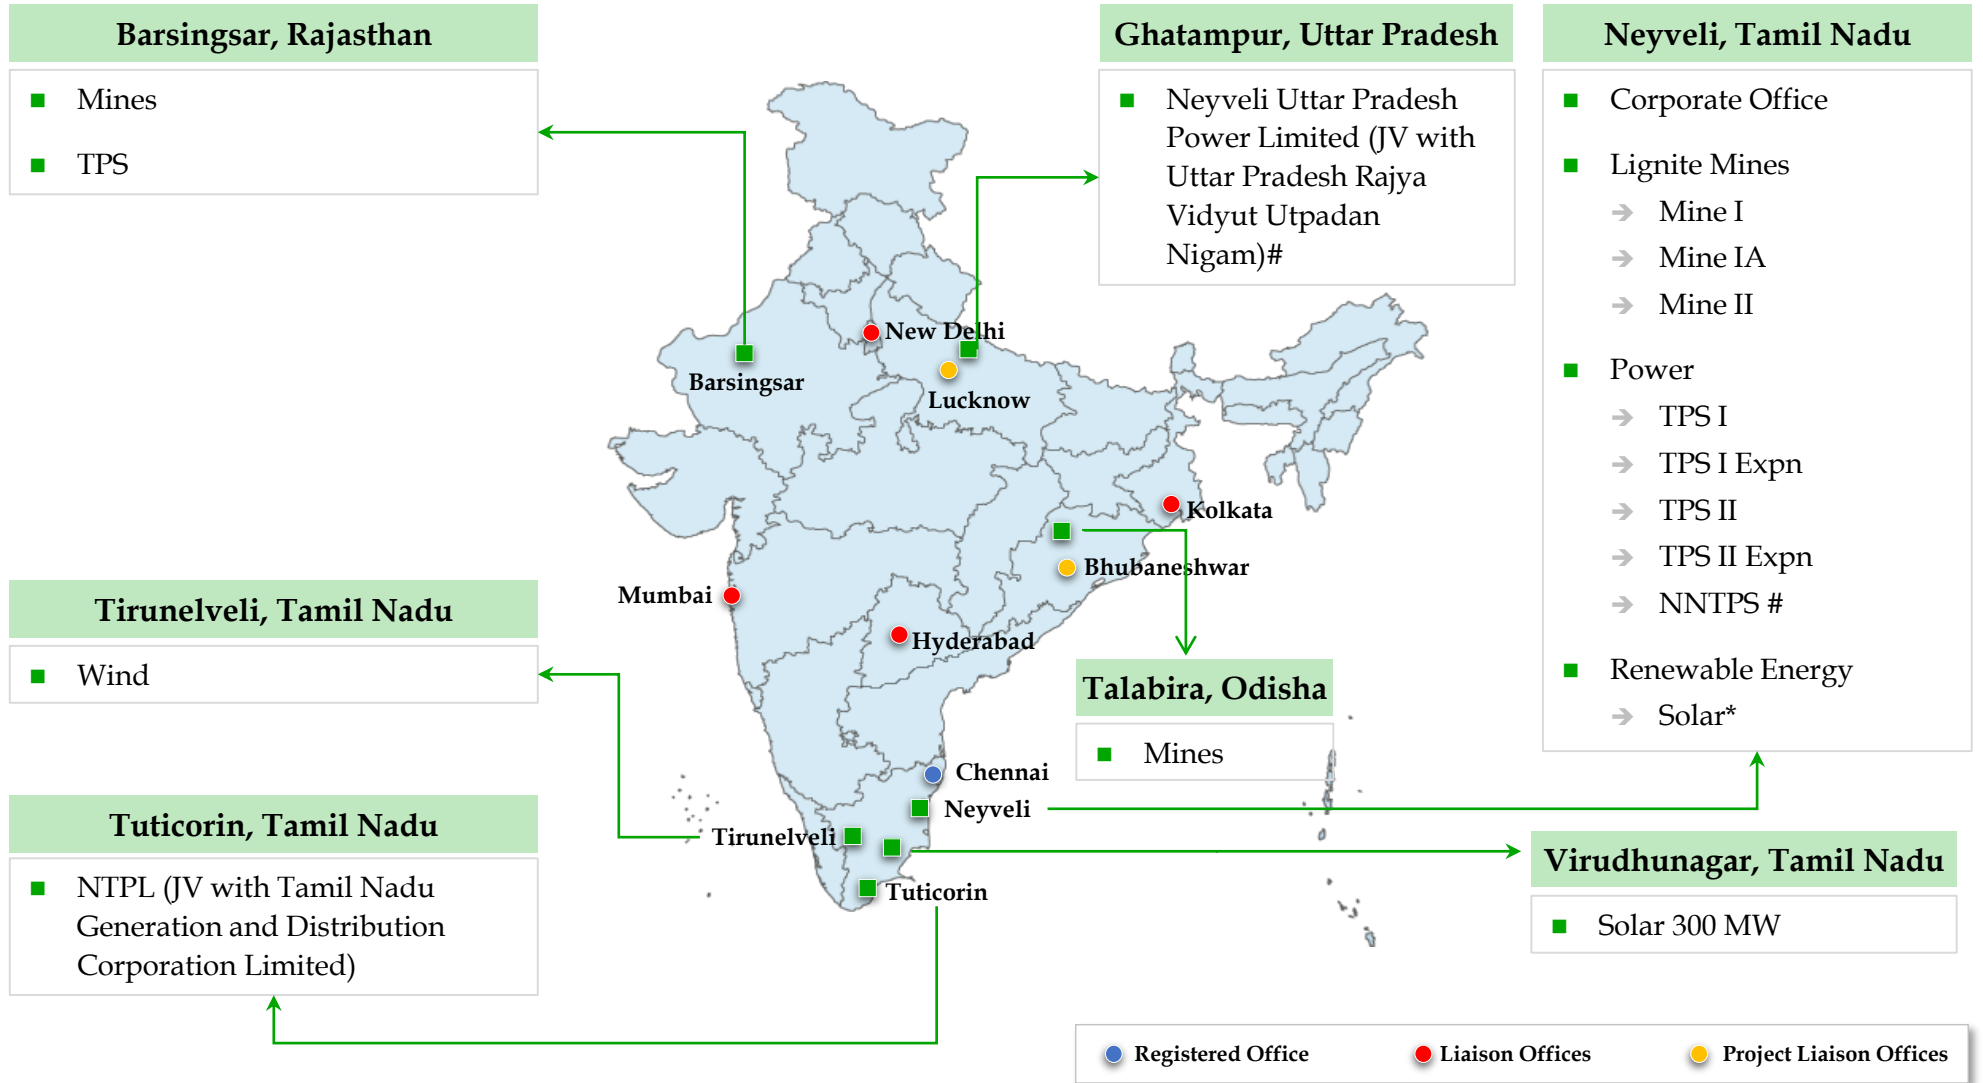 Barsingsar, Rajasthan
Mines
TPS
Ghatampur, Uttar Pradesh
Neyveli Uttar Pradesh
Power Limited (JV with
Uttar Pradesh Rajya
Vidyut Utpadan
Nigam)#
Neyveli, Tamil Nadu
Corporate Office
Lignite Mines
Mine I
Mine IA
Mine II
Power
TPS I
TPS I Expn
TPS II
TPS II Expn
NNTPS #
Renewable Energy
Solar*
New Delhi
Barsingsar
Lucknow
Kolkata
Bhubaneshwar
Mumbai
Hyderabad
Tirunelveli, Tamil Nadu
Wind
Talabira, Odisha
Mines
Chennai
Neyveli
Tirunelveli
Tuticorin
Tuticorin, Tamil Nadu
NTPL (JV with Tamil Nadu
Generation and Distribution
Corporation Limited)
Virudhunagar, Tamil Nadu
Solar 300 MW
Registered Office
Liaison Offices
Project Liaison Offices